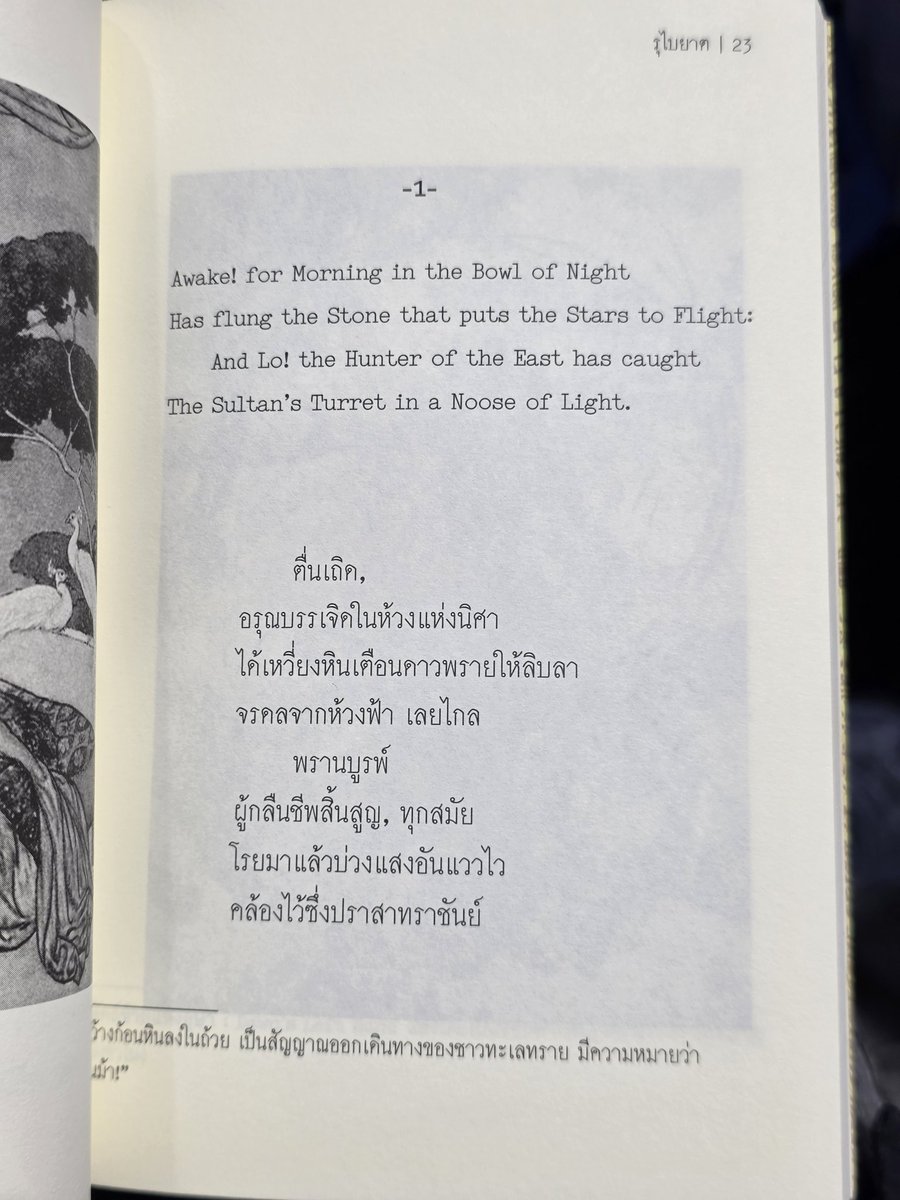 รุไบยาต | 23
-1-
Awake! for Morning in the Bowl of Night
Has flung the Stone that puts the Stars to Flight:
And Lo! the Hunter of the East has caught
The Sultan's Turret in a Noose of Light.
ตื่นเถิด,
อรุณบรรเจิดในห้วงแห่งนิศา
ได้เหวี่ยงหินเตือนดาวพรายให้ลิบลา
จรดลจากห้วงฟ้า เลยไกล
พรานบูรพ์
ผู้กลืนชีพสิ้นสูญ, ทุกสมัย
โรยมาแล้วบ่วงแสงอันแววไว
คล้องไว้ซึ่งปราสาทราชันย์
ว้างก้อนหินลงในถ้วย เป็นสัญญาณออกเดินทางของชาวทะเลทราย มีความหมายว่า
นม้า!"